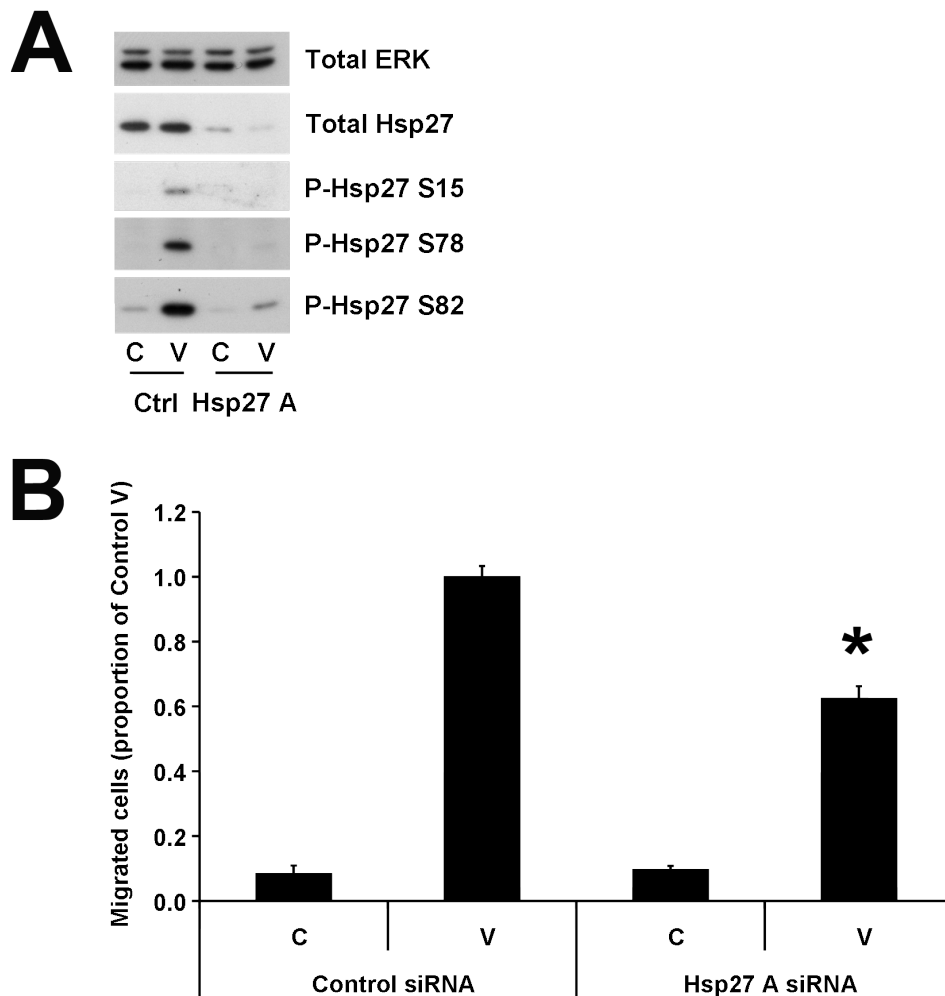 A
Total ERK
Total Hsp27
P-Hsp27 S15
P-Hsp27 S78
P-Hsp27 S82
C V C V
Ctrl Hsp27 A
B
Migrated cells (proportion of Control V)
1.2
1.0
0.8
0.6
0.4
0.2
0.0
*
C V C V
Control siRNA Hsp27 A siRNA